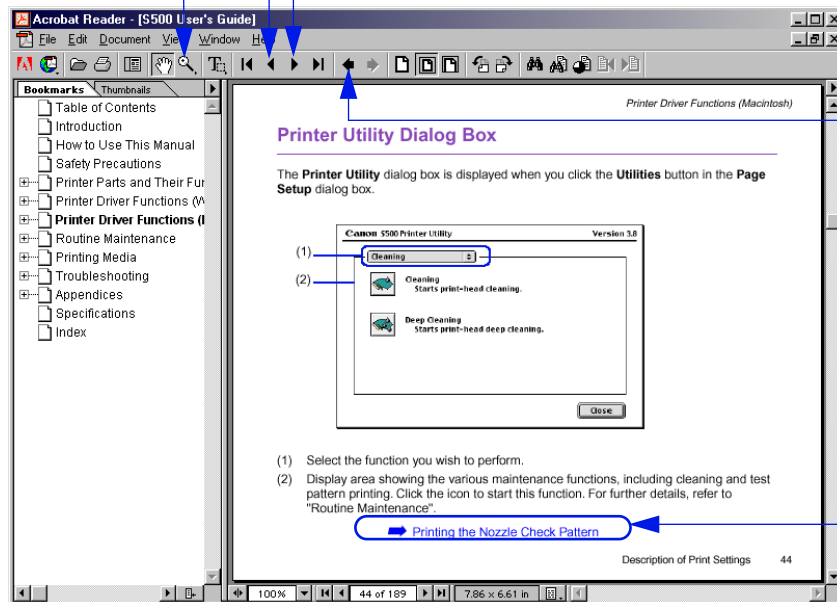 Acrobat Reader - [S500 User's Guide]
File Edit Document View Window Help
Bookmarks Thumbnails
Table of Contents
Introduction
How to Use This Manual
Safety Precautions
Printer Parts and Their Fun
Printer Driver Functions (W
Printer Driver Functions (I
Routine Maintenance
Printing Media
Troubleshooting
Appendices
Specifications
Index
Printer Driver Functions (Macintosh)
Printer Utility Dialog Box
The Printer Utility dialog box is displayed when you click the Utilities button in the Page
Setup dialog box.
Canon S500 Printer Utility Version 3.8
(1)
Cleaning
(2)
Cleaning
Starts print-head cleaning.
Deep Cleaning
Starts print-head deep cleaning.
Close
(1) Select the function you wish to perform.
(2) Display area showing the various maintenance functions, including cleaning and test
pattern printing. Click the icon to start this function. For further details, refer to
"Routine Maintenance".
Printing the Nozzle Check Pattern
Description of Print Settings 44
100% 44 of 189 7.86 x 6.61 in